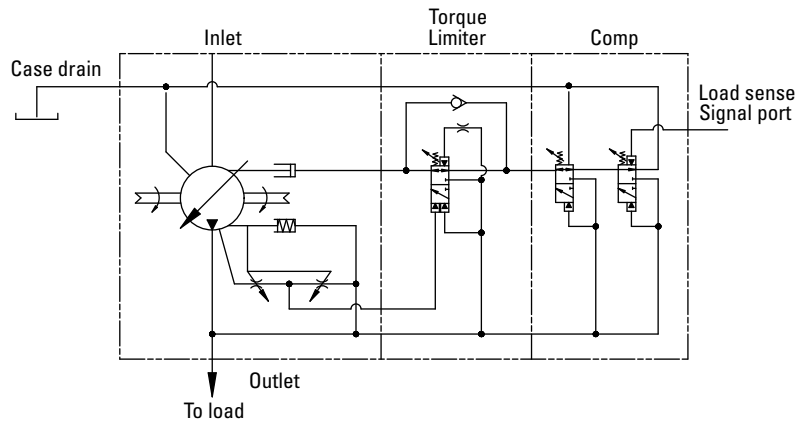 Torque
Inlet
Limiter
Comp
Case drain
Load sense
Signal port
Outlet
To load